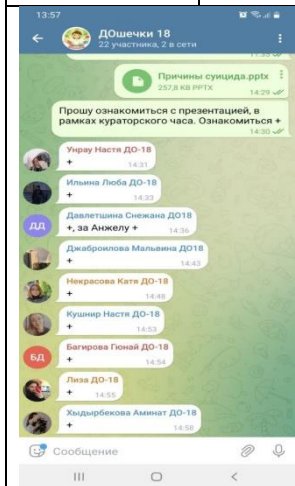 13:57
ДОшечки 18
22 участника, 2 в сети
Причины суицида.pptx
257,8 KB PPTX
14:29
Прошу ознакомиться с презентацией, в
рамках кураторского часа. Ознакомиться +
14:30
Унрау Настя ДО-18
+
14:31
Ильина Люба ДО-18
+
14:33
ДД
Давлетшина Снежана ДО18
+, за Анжелу +
14:36
Джаброилова Мальвина ДО18
+
14:43
Некрасова Катя ДО-18
+
14:48
Кушнир Настя ДО-18
+
14:53
БД
Багирова Гюнай ДО-18
+
14:54
Лиза ДО-18
+
14:55
Хыдырбекова Аминат ДО-18
+
14:58
Сообщение